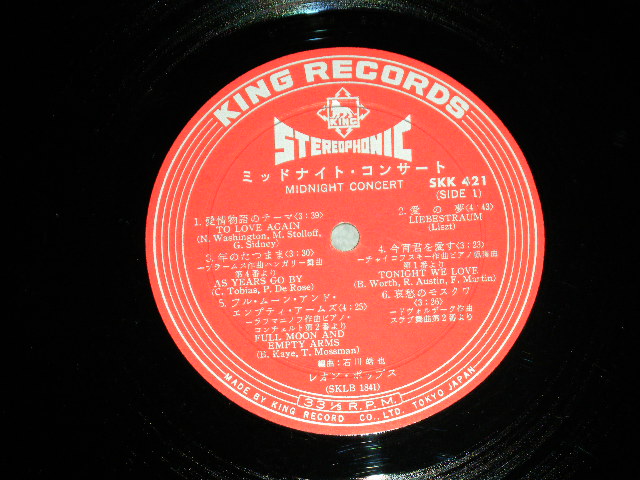 KING RECORDS
KING
STEREOPHONIC
ミッドナイト・コンサート
MIDNIGHT CONCERT
SKK 421
(SIDE 1)
1. 愛情物語のテーマ(3:39)
TO LOVE AGAIN
(N. Washington, M. Stolloff,
G. Sidney)
2. 愛の夢(4:43)
LIEBESTRAUM
(Liszt)
3. 年のたつまま(3:30)
―ブラームス作曲ハンガリー舞曲
第4番より
AS YEARS GO BY
(C. Tobias, P. De Rose)
4. 今宵君を愛す(3:23)
―チャイコフスキー作曲ピアノ協奏曲
第1番より
TONIGHT WE LOVE
(B. Worth, R. Austin, F. Martin)
5. フル・ムーン・アンド・
エンプティ・アームズ(4:25)
―ラフマニノフ作曲ピアノ・
コンチェルト第2番より
FULL MOON AND
EMPTY ARMS
(B. Kaye, T. Mossman)
6. 哀愁のモスクワ
(3:26)
―ドヴォルザーク作曲
スラブ舞曲第2番より
編曲:石川皓也
レオン・ポップス
(SKLB 1841)
33⅓ R.P.M.
MADE BY KING RECORD CO., LTD. TOKYO JAPAN